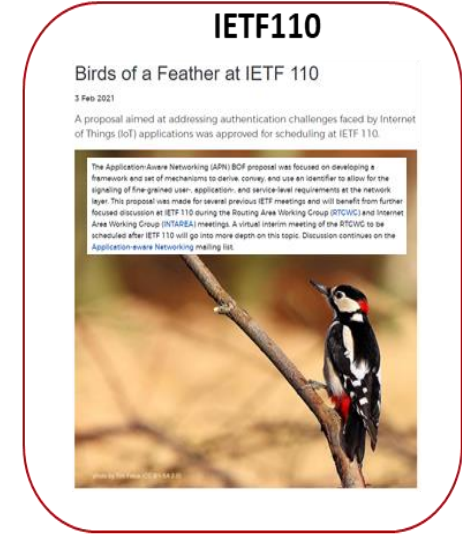 IETF110
Birds of a Feather at IETF 110
3 Feb 2021
A proposal aimed at addressing authentication challenges faced by Internet
of Things (IoT) applications was approved for scheduling at IETF 110.
The Application-Aware Networking (APN) BOF proposal was focused on developing a
framework and set of mechanisms to derive, convey, and use an identifier to allow for the
signaling of fine-grained user-, application-, and service-level requirements at the network
layer. This proposal was made for several previous IETF meetings and will benefit from further
focused discussion at IETF 110 during the Routing Area Working Group (RTGWG) and Internet
Area Working Group (INTAREA) meetings. A virtual interim meeting of the RTGWG to be
scheduled after IETF 110 will go into more depth on this topic. Discussion continues on the
Application-aware Networking mailing list.